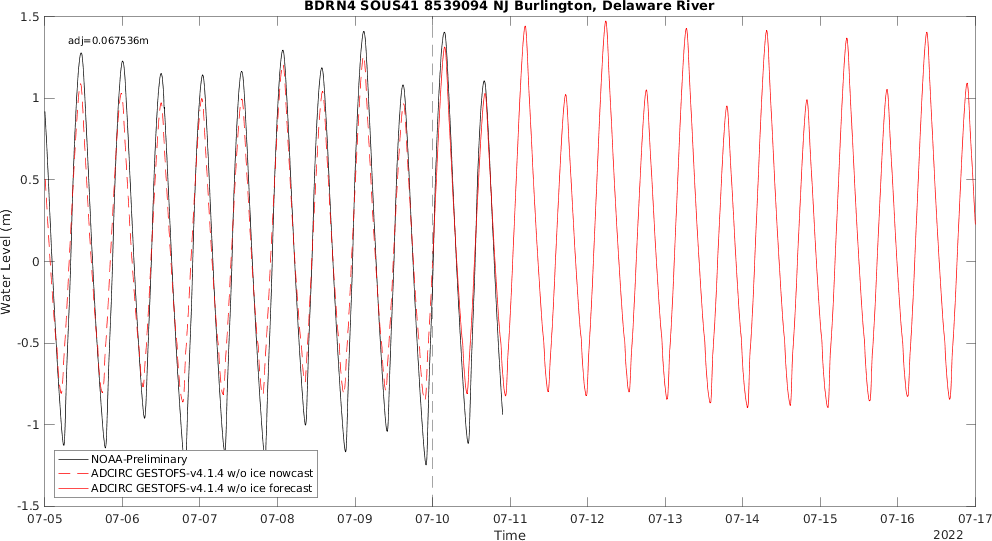 BDRN4 SOUS41 8539094 NJ Burlington, Delaware River
adj=0.067536m
1.5
1
0.5
0
-0.5
-1
-1.5
Water Level (m)
NOAA-Preliminary
ADCIRC GESTOFS-v4.1.4 w/o ice nowcast
ADCIRC GESTOFS-v4.1.4 w/o ice forecast
07-05 07-06 07-07 07-08 07-09 07-10 07-11 07-12 07-13 07-14 07-15 07-16 07-17
Time
2022